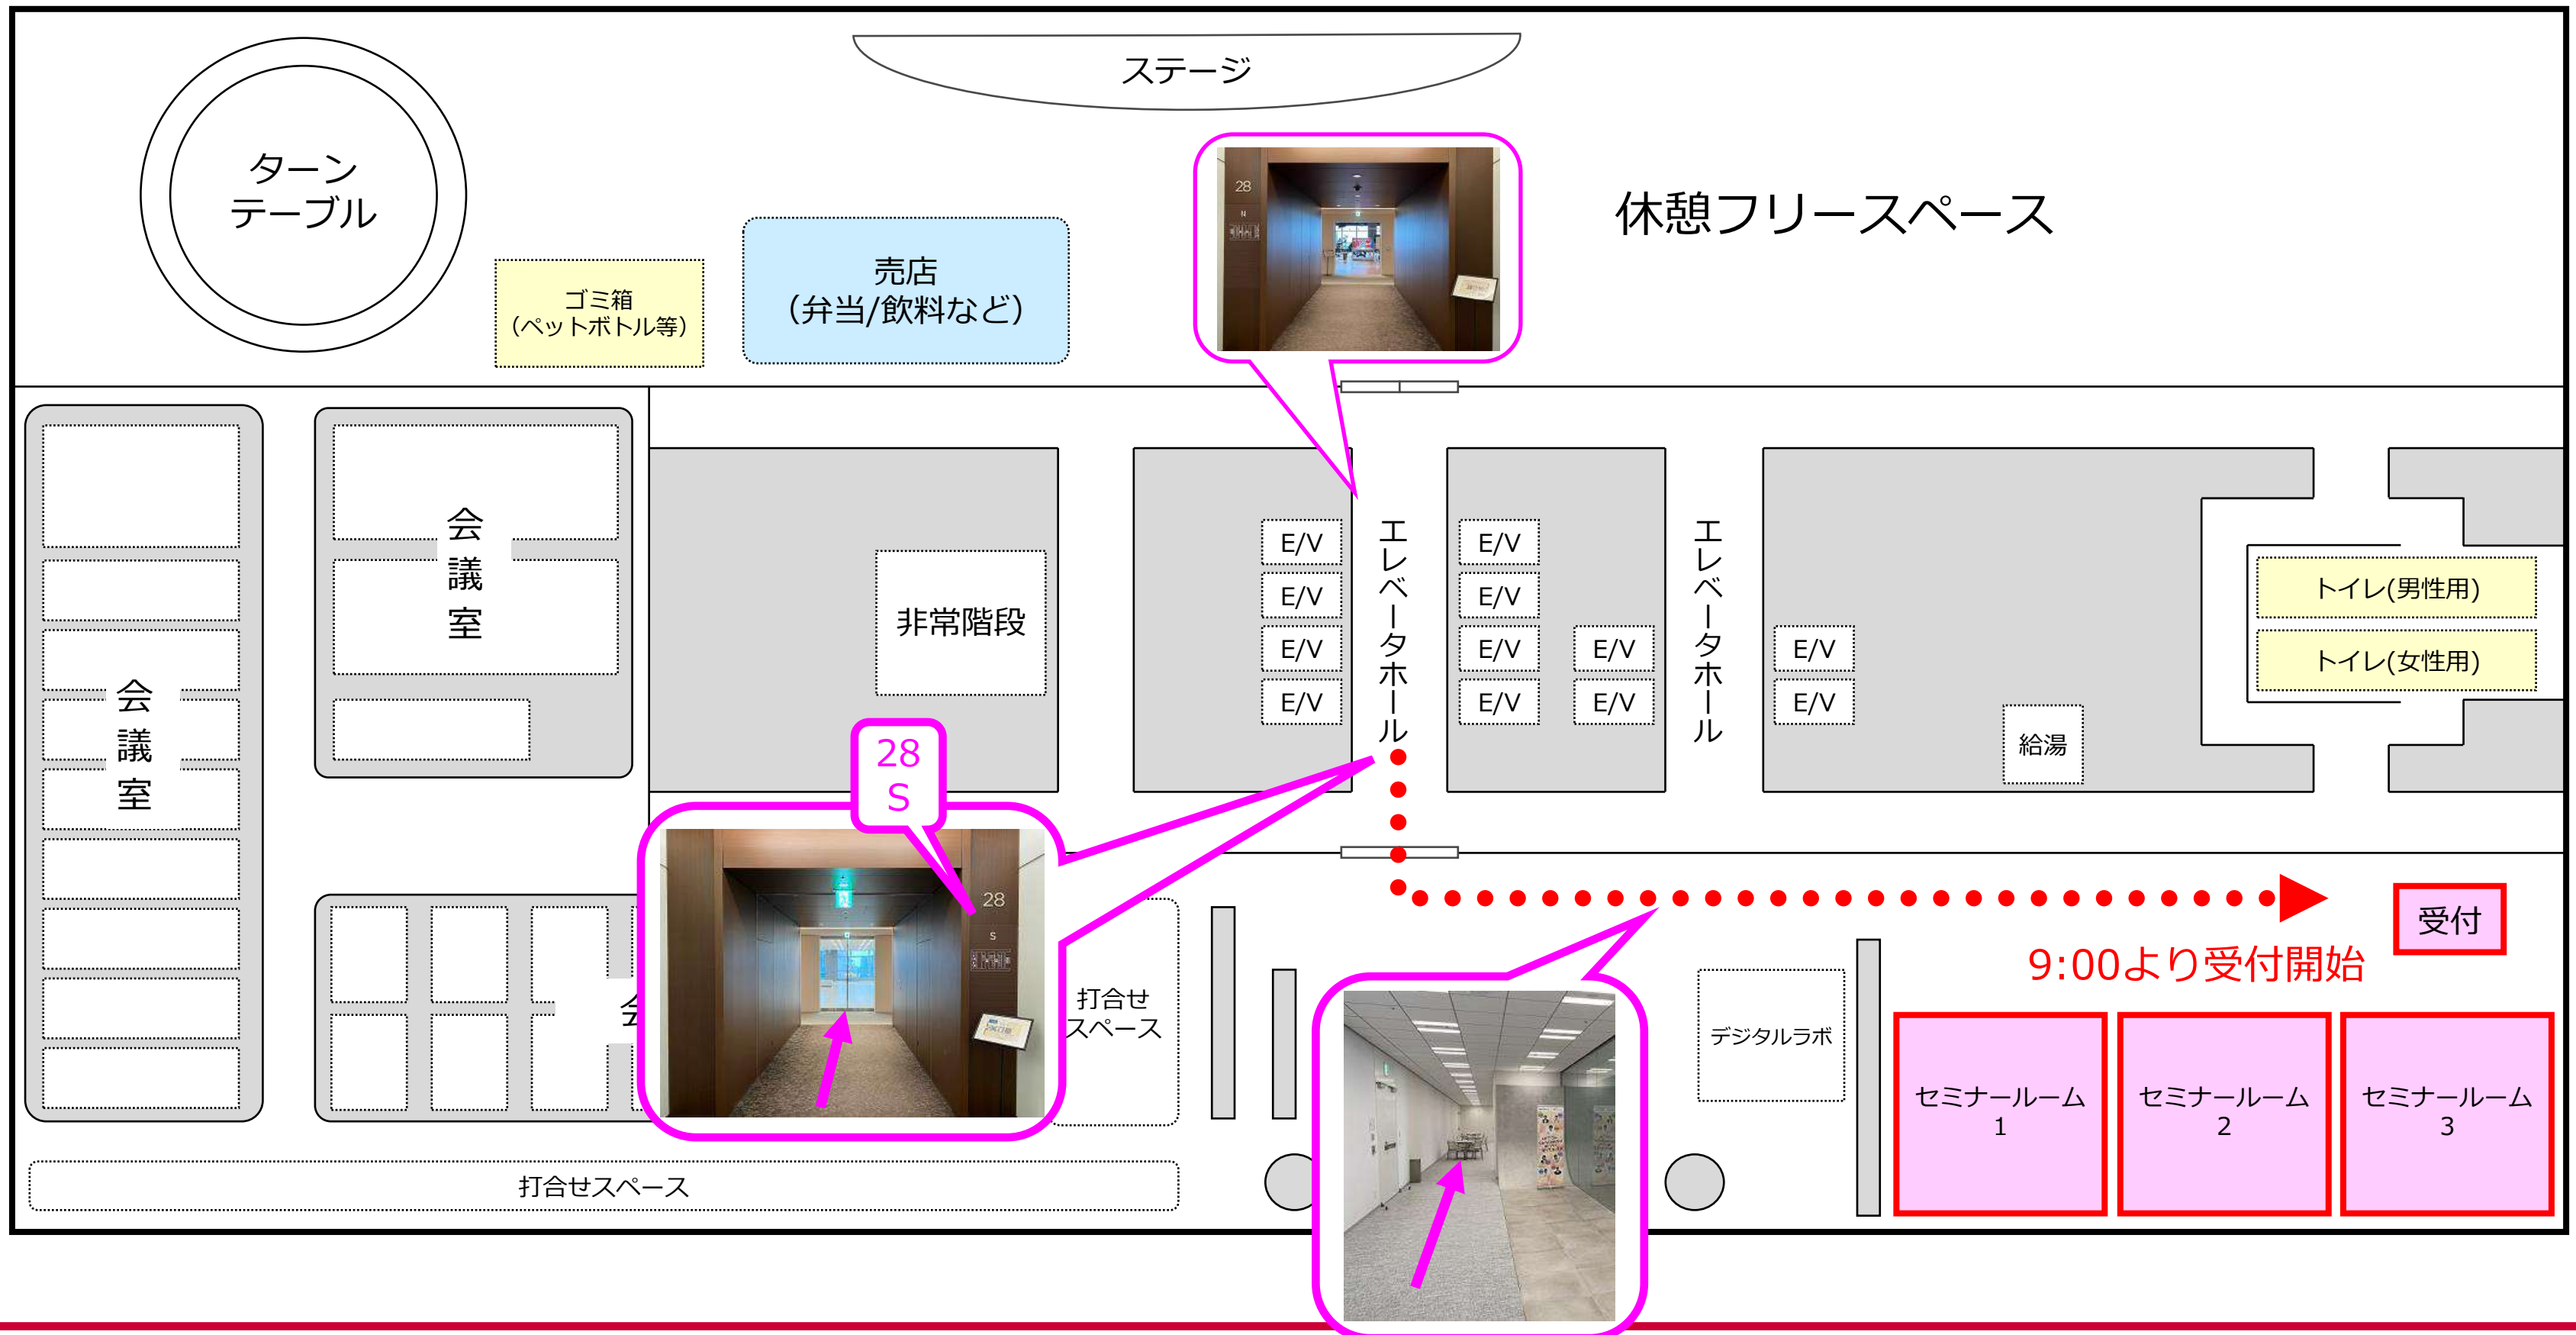 ステージ
ターン
テーブル
28
N
休憩フリースペース
売店
（弁当/飲料など）
ゴミ箱
（ペットボトル等）
会
議
室
会
議
室
非常階段
E/V
E/V
E/V
E/V
エレベータホール
E/V
E/V
E/V
E/V
E/V
E/V
エレベータホール
E/V
E/V
給湯
トイレ(男性用)
トイレ(女性用)
28
S
28
S
会
打合せ
スペース
打合せスペース
デジタルラボ
受付
9:00より受付開始
セミナールーム
1
セミナールーム
2
セミナールーム
3